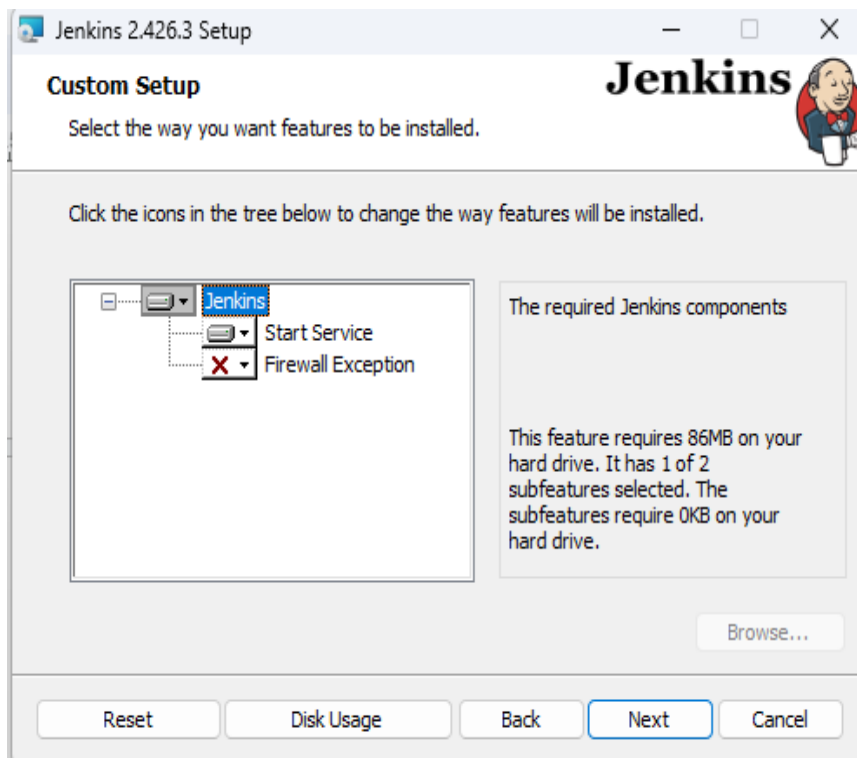 Jenkins 2.426.3 Setup
Custom Setup
Jenkins
Select the way you want features to be installed.
Click the icons in the tree below to change the way features will be installed.
Jenkins
Start Service
Firewall Exception
The required Jenkins components
This feature requires 86MB on your
hard drive. It has 1 of 2
subfeatures selected. The
subfeatures require 0KB on your
hard drive.
Browse...
Reset
Disk Usage
Back
Next
Cancel